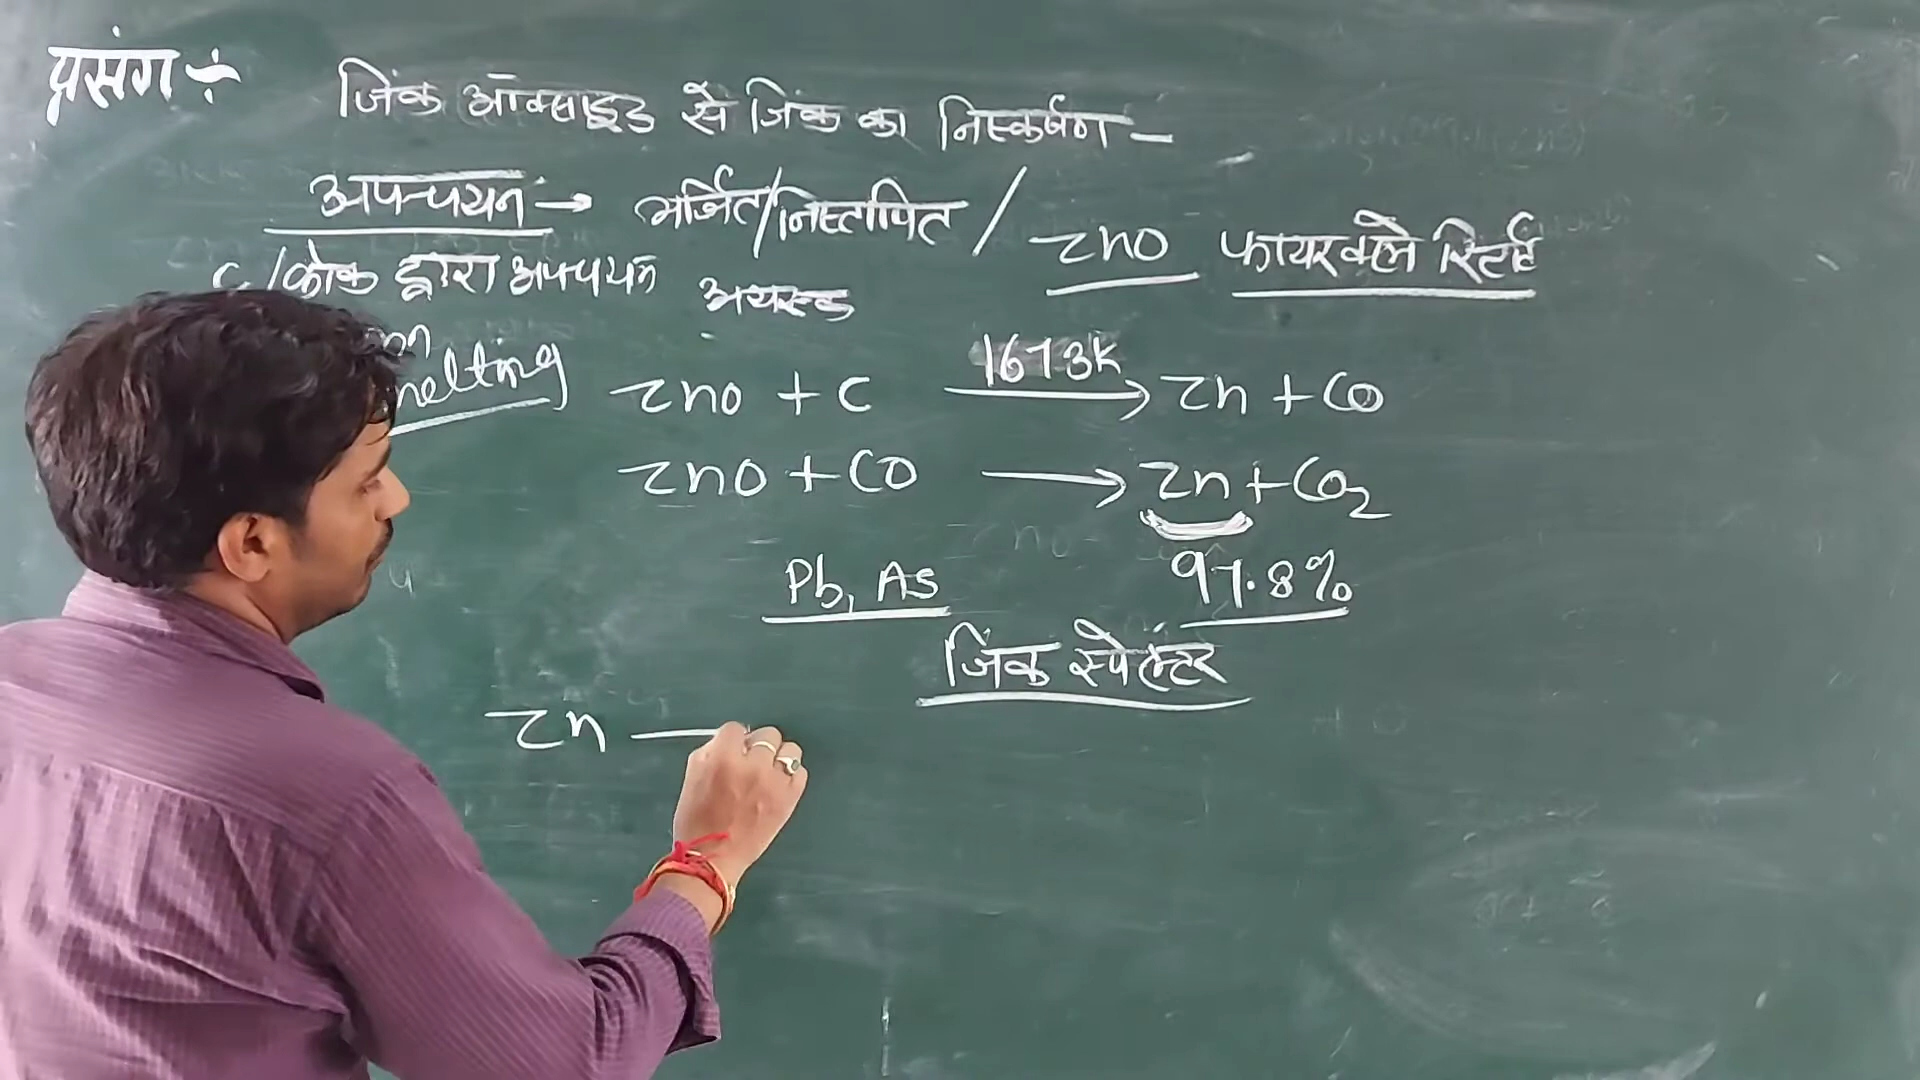 प्रसंग ÷
जिंक ऑक्साइड से जिंक का निस्कर्षण –
अपचयन → भर्जित/निस्तापित / ZnO फायरक्ले रिटॉर्ट
C /कोक द्वारा अपचयन अयस्क
melting
ZnO + C 1673K → Zn + CO
ZnO + CO → Zn + CO2
Pb, As 97.8%
जिंक स्पेल्टर
Zn —